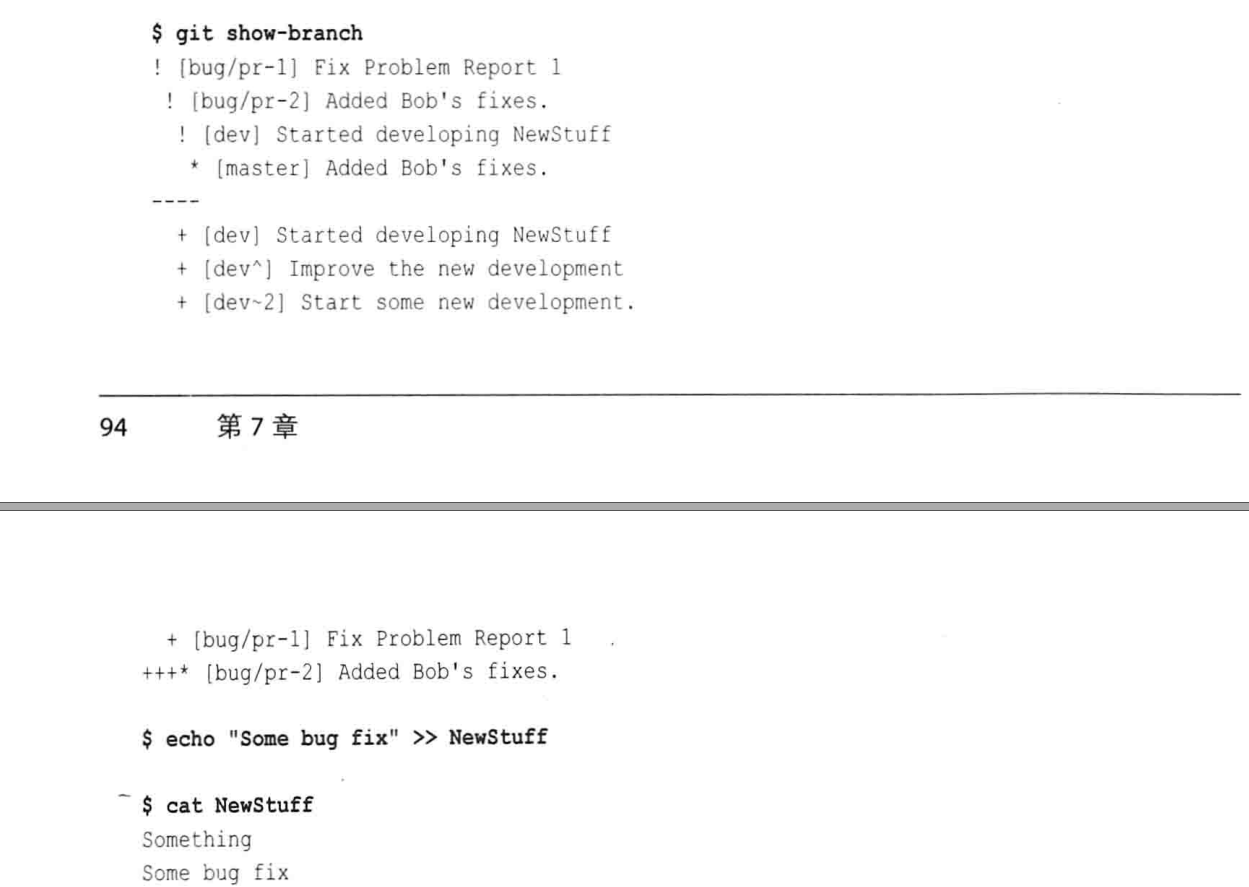 $ git show-branch
! [bug/pr-1] Fix Problem Report 1
 ! [bug/pr-2] Added Bob's fixes.
  ! [dev] Started developing NewStuff
   * [master] Added Bob's fixes.
----
  + [dev] Started developing NewStuff
  + [dev^] Improve the new development
  + [dev~2] Start some new development.
94 第 7 章
  + [bug/pr-1] Fix Problem Report 1
+++* [bug/pr-2] Added Bob's fixes.
$ echo "Some bug fix" >> NewStuff
$ cat NewStuff
Something
Some bug fix